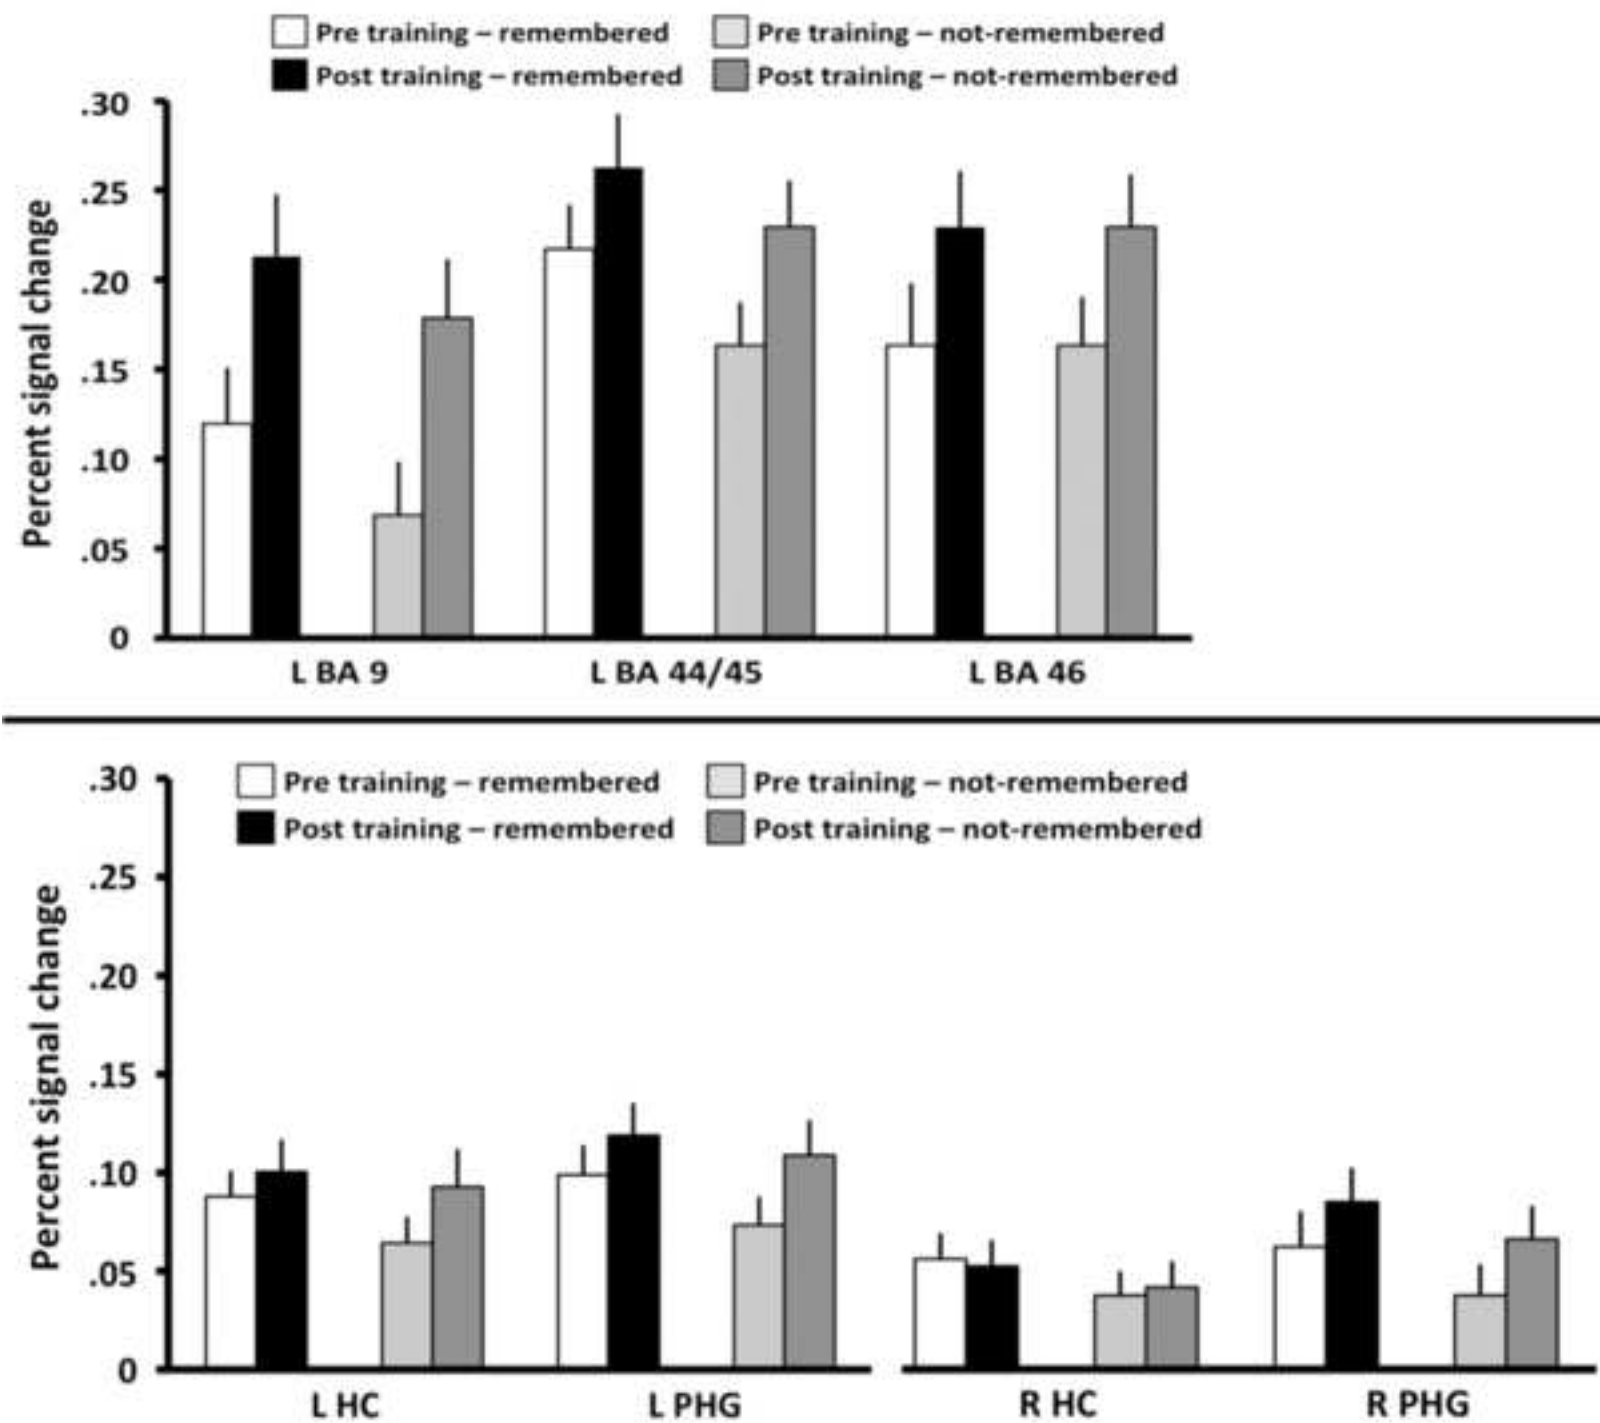 Pre training – remembered Pre training – not-remembered
Post training – remembered Post training – not-remembered
.30
.25
.20
.15
.10
.05
0
Percent signal change
L BA 9 L BA 44/45 L BA 46
Pre training – remembered Pre training – not-remembered
Post training – remembered Post training – not-remembered
.30
.25
.20
.15
.10
.05
0
Percent signal change
L HC L PHG R HC R PHG